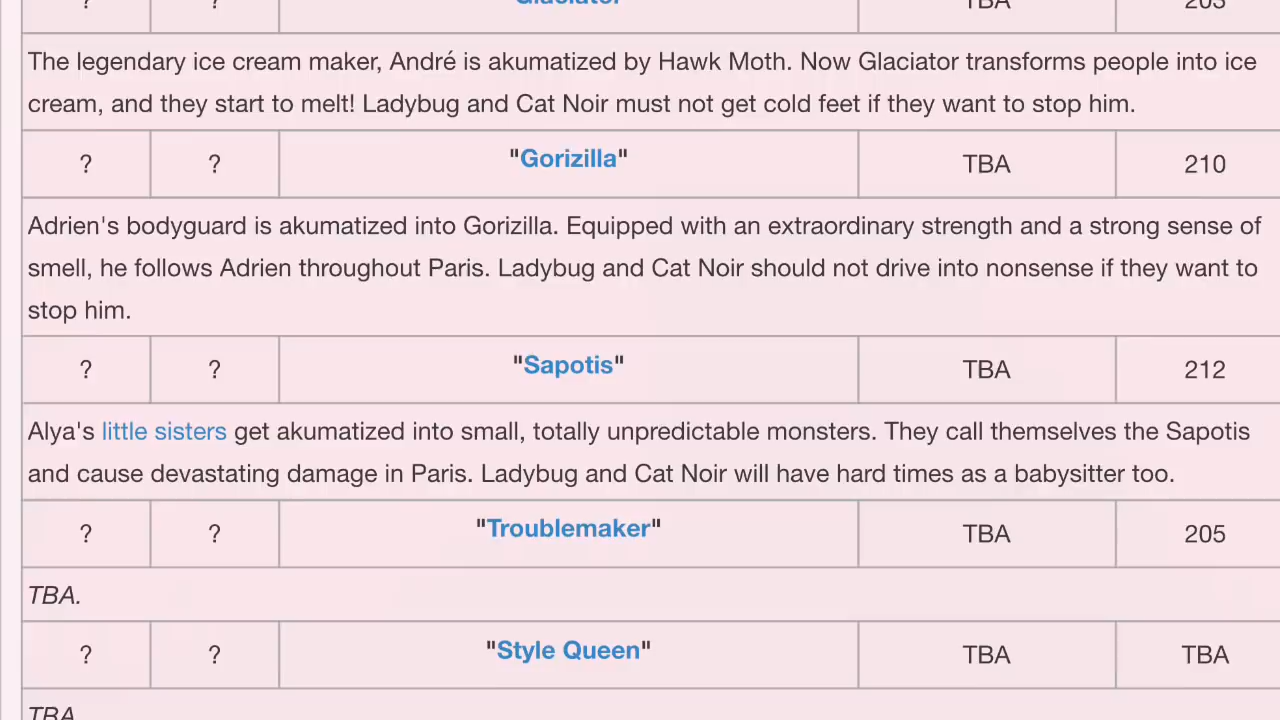 ? ? "Glaciator" TBA 203
The legendary ice cream maker, André is akumatized by Hawk Moth. Now Glaciator transforms people into ice
cream, and they start to melt! Ladybug and Cat Noir must not get cold feet if they want to stop him.
? ? "Gorizilla" TBA 210
Adrien's bodyguard is akumatized into Gorizilla. Equipped with an extraordinary strength and a strong sense of
smell, he follows Adrien throughout Paris. Ladybug and Cat Noir should not drive into nonsense if they want to
stop him.
? ? "Sapotis" TBA 212
Alya's little sisters get akumatized into small, totally unpredictable monsters. They call themselves the Sapotis
and cause devastating damage in Paris. Ladybug and Cat Noir will have hard times as a babysitter too.
? ? "Troublemaker" TBA 205
TBA.
? ? "Style Queen" TBA TBA
TBA